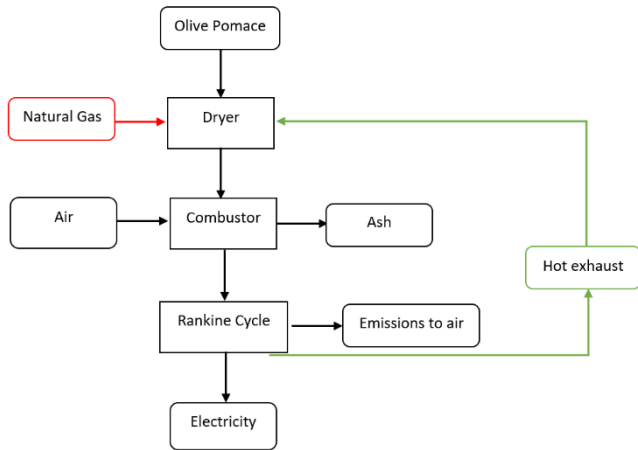 Olive Pomace
Natural Gas
Dryer
Air
Combustor
Ash
Hot exhaust
Rankine Cycle
Emissions to air
Electricity